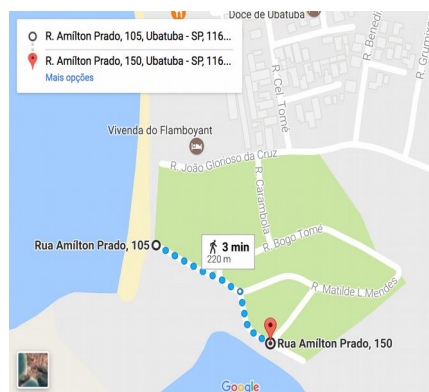 Doce de Ubatuba
R. Amílton Prado, 105, Ubatuba - SP, 116...
R. Amílton Prado, 150, Ubatuba - SP, 116...
Mais opções
R. Benedi
R. Grumix
R. Cel. Tomé
Vivenda do Flamboyant
R. João Glorioso da Cruz
R. Carambola
Rua Amílton Prado, 105
3 min
220 m
R. Bogo Tomé
R. Matilde L Mendes
Rua Amílton Prado, 150
Google